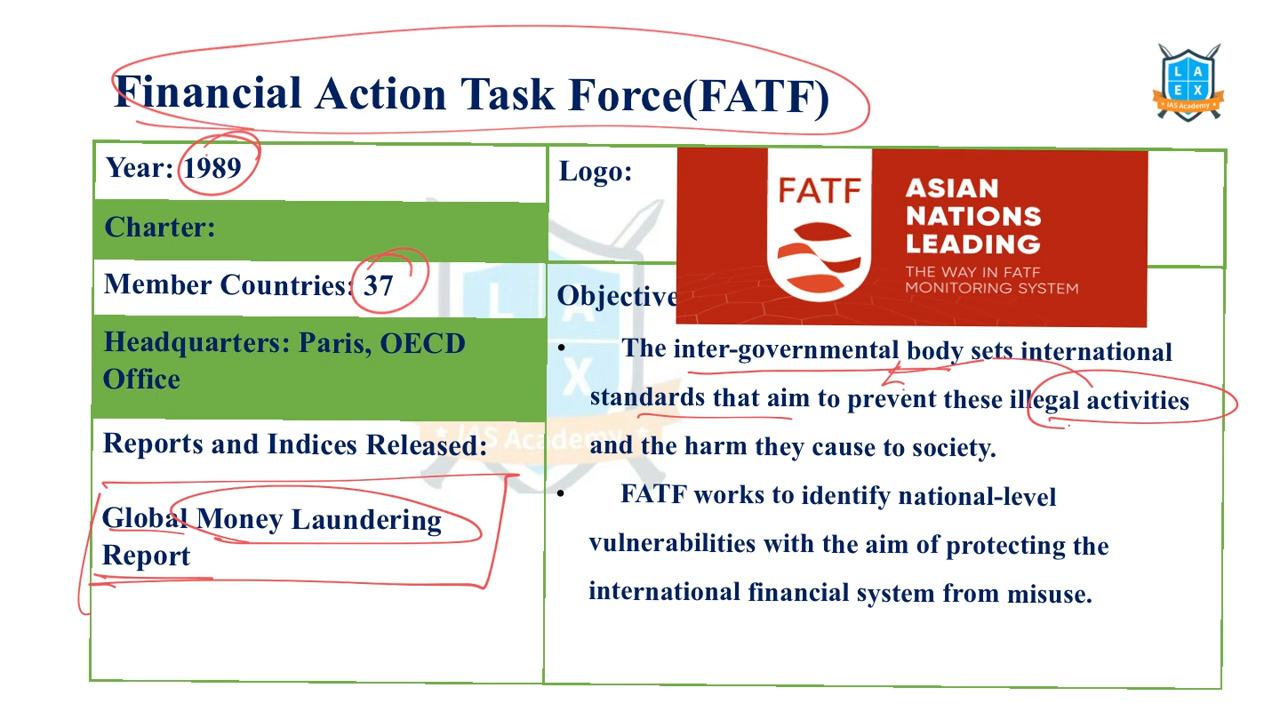 Financial Action Task Force(FATF)
L A
E X
IAS Academy
Year: 1989
Charter:
Member Countries: 37
Headquarters: Paris, OECD
Office
Reports and Indices Released:
Global Money Laundering
Report
Logo:
FATF
ASIAN
NATIONS
LEADING
THE WAY IN FATF
MONITORING SYSTEM
Objective
• The inter-governmental body sets international
standards that aim to prevent these illegal activities
and the harm they cause to society.
• FATF works to identify national-level
vulnerabilities with the aim of protecting the
international financial system from misuse.
L A
X
IAS Academy